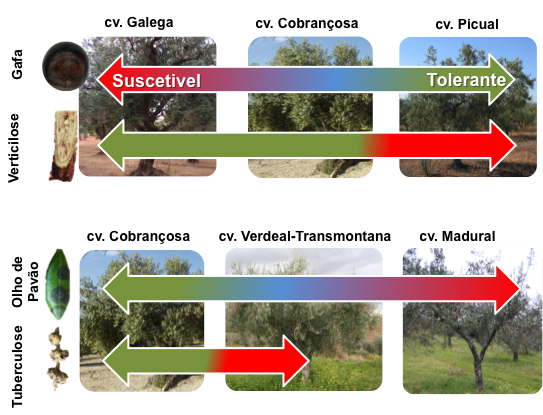 cv. Galega cv. Cobrançosa cv. Picual
Gafa
Suscetivel Tolerante
Verticilose
cv. Cobrançosa cv. Verdeal-Transmontana cv. Madural
Olho de
Pavão
Tuberculose